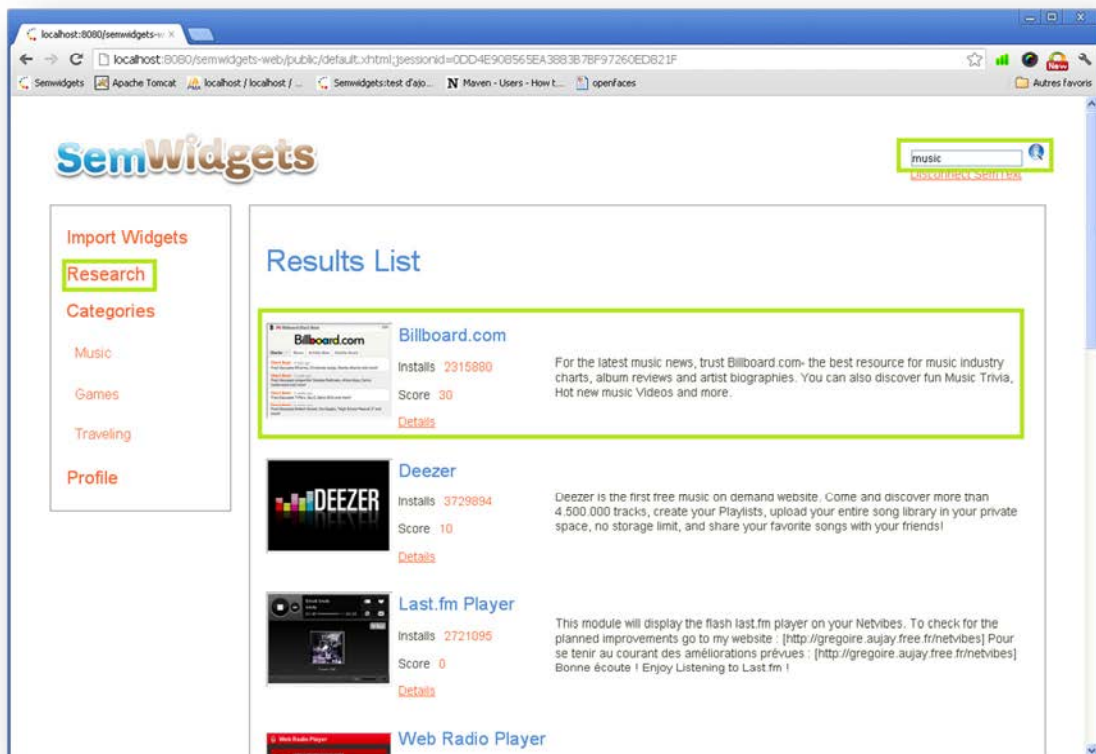 localhost:8080/semwidgets-w
localhost:8080/semwidgets-web/public/default.xhtml;jsessionid=0DD4E908565EA3883B7BF97260ED821F
New
Semwidgets
Apache Tomcat
localhost / localhost / ...
Semwidgets:test d'ajo...
N Maven - Users - How t...
openfaces
Autres favoris
SemWidgets
music
Disconnect SemText
Import Widgets
Research
Categories
Music
Games
Traveling
Profile
Results List
Billboard.com
Billboard.com
Installs 2315880
Score 30
Details
For the latest music news, trust Billboard.com- the best resource for music industry
charts, album reviews and artist biographies. You can also discover fun Music Trivia,
Hot new music Videos and more.
DEEZER
Deezer
Installs 3729894
Score 10
Details
Deezer is the first free music on demand website. Come and discover more than
4.500.000 tracks, create your Playlists, upload your entire song library in your private
space, no storage limit, and share your favorite songs with your friends!
Last.fm Player
Installs 2721095
Score 0
Details
This module will display the flash last.fm player on your Netvibes. To check for the
planned improvements go to my website : [http://gregoire.aujay.free.fr/netvibes] Pour
se tenir au courant des améliorations prévues : [http://gregoire.aujay.free.fr/netvibes]
Bonne écoute ! Enjoy Listening to Last.fm !
Web Radio Player
Web Radio Player